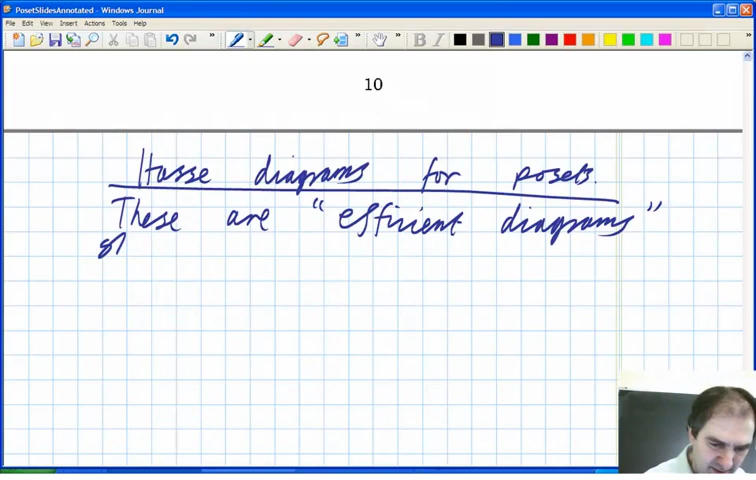 PosetSlidesAnnotated - Windows Journal
File Edit View Insert Actions Tools Help
B I
10
Hasse diagrams for posets.
These are "efficient diagrams"
of